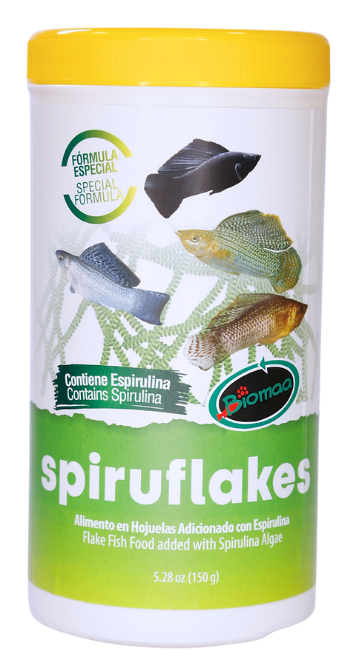 FÓRMULA
ESPECIAL
SPECIAL
FORMULA
Contiene Espirulina
Contains Spirulina
Biomaa
spiruflakes
Alimento en Hojuelas Adicionado con Espirulina
Flake Fish Food added with Spirulina Algae
5.28 oz (150 g)